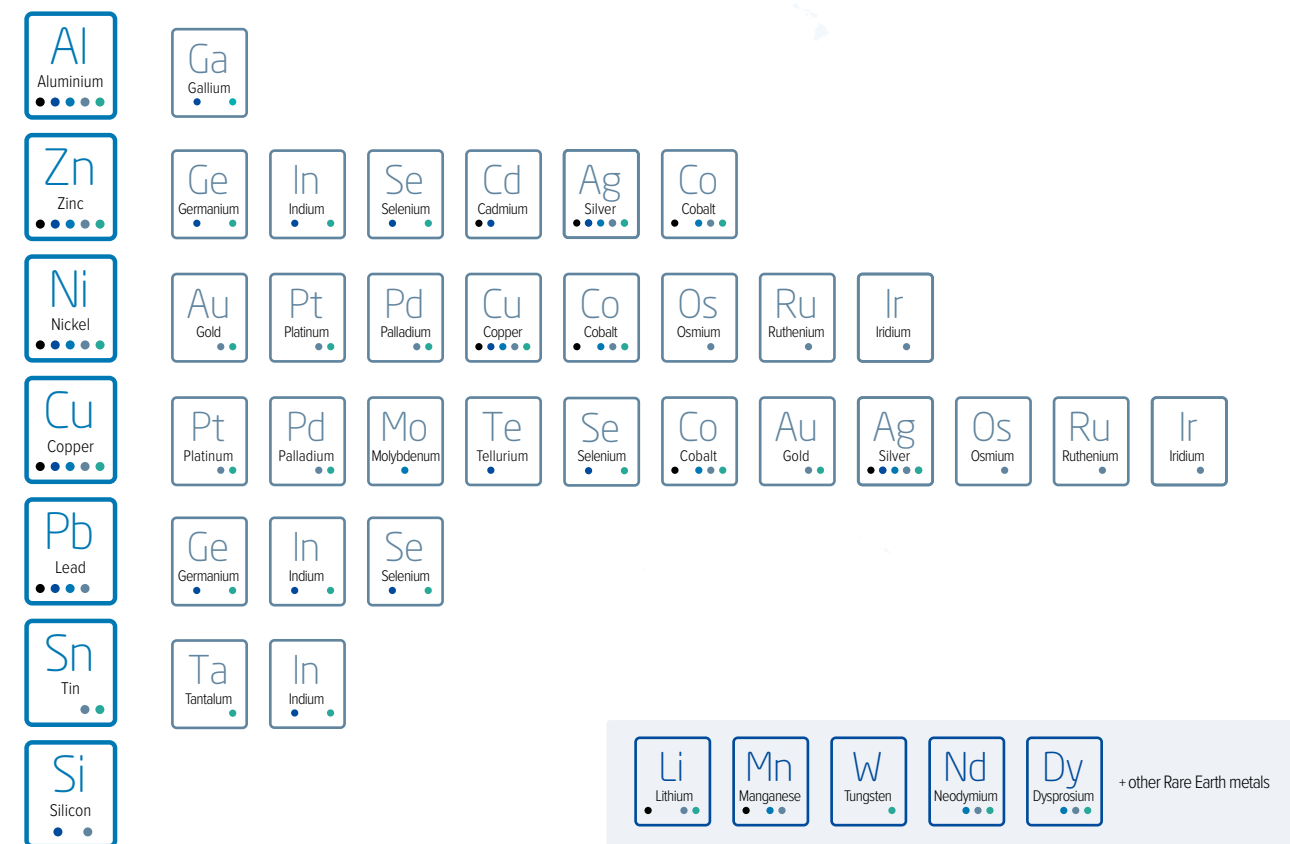 Al
Aluminium
Ga
Gallium
Zn
Zinc
Ge
Germanium
In
Indium
Se
Selenium
Cd
Cadmium
Ag
Silver
Co
Cobalt
Ni
Nickel
Au
Gold
Pt
Platinum
Pd
Palladium
Cu
Copper
Co
Cobalt
Os
Osmium
Ru
Ruthenium
Ir
Iridium
Cu
Copper
Pt
Platinum
Pd
Palladium
Mo
Molybdenum
Te
Tellurium
Se
Selenium
Co
Cobalt
Au
Gold
Ag
Silver
Os
Osmium
Ru
Ruthenium
Ir
Iridium
Pb
Lead
Ge
Germanium
In
Indium
Se
Selenium
Sn
Tin
Ta
Tantalum
In
Indium
Si
Silicon
Li
Lithium
Mn
Manganese
W
Tungsten
Nd
Neodymium
Dy
Dysprosium
+ other Rare Earth metals